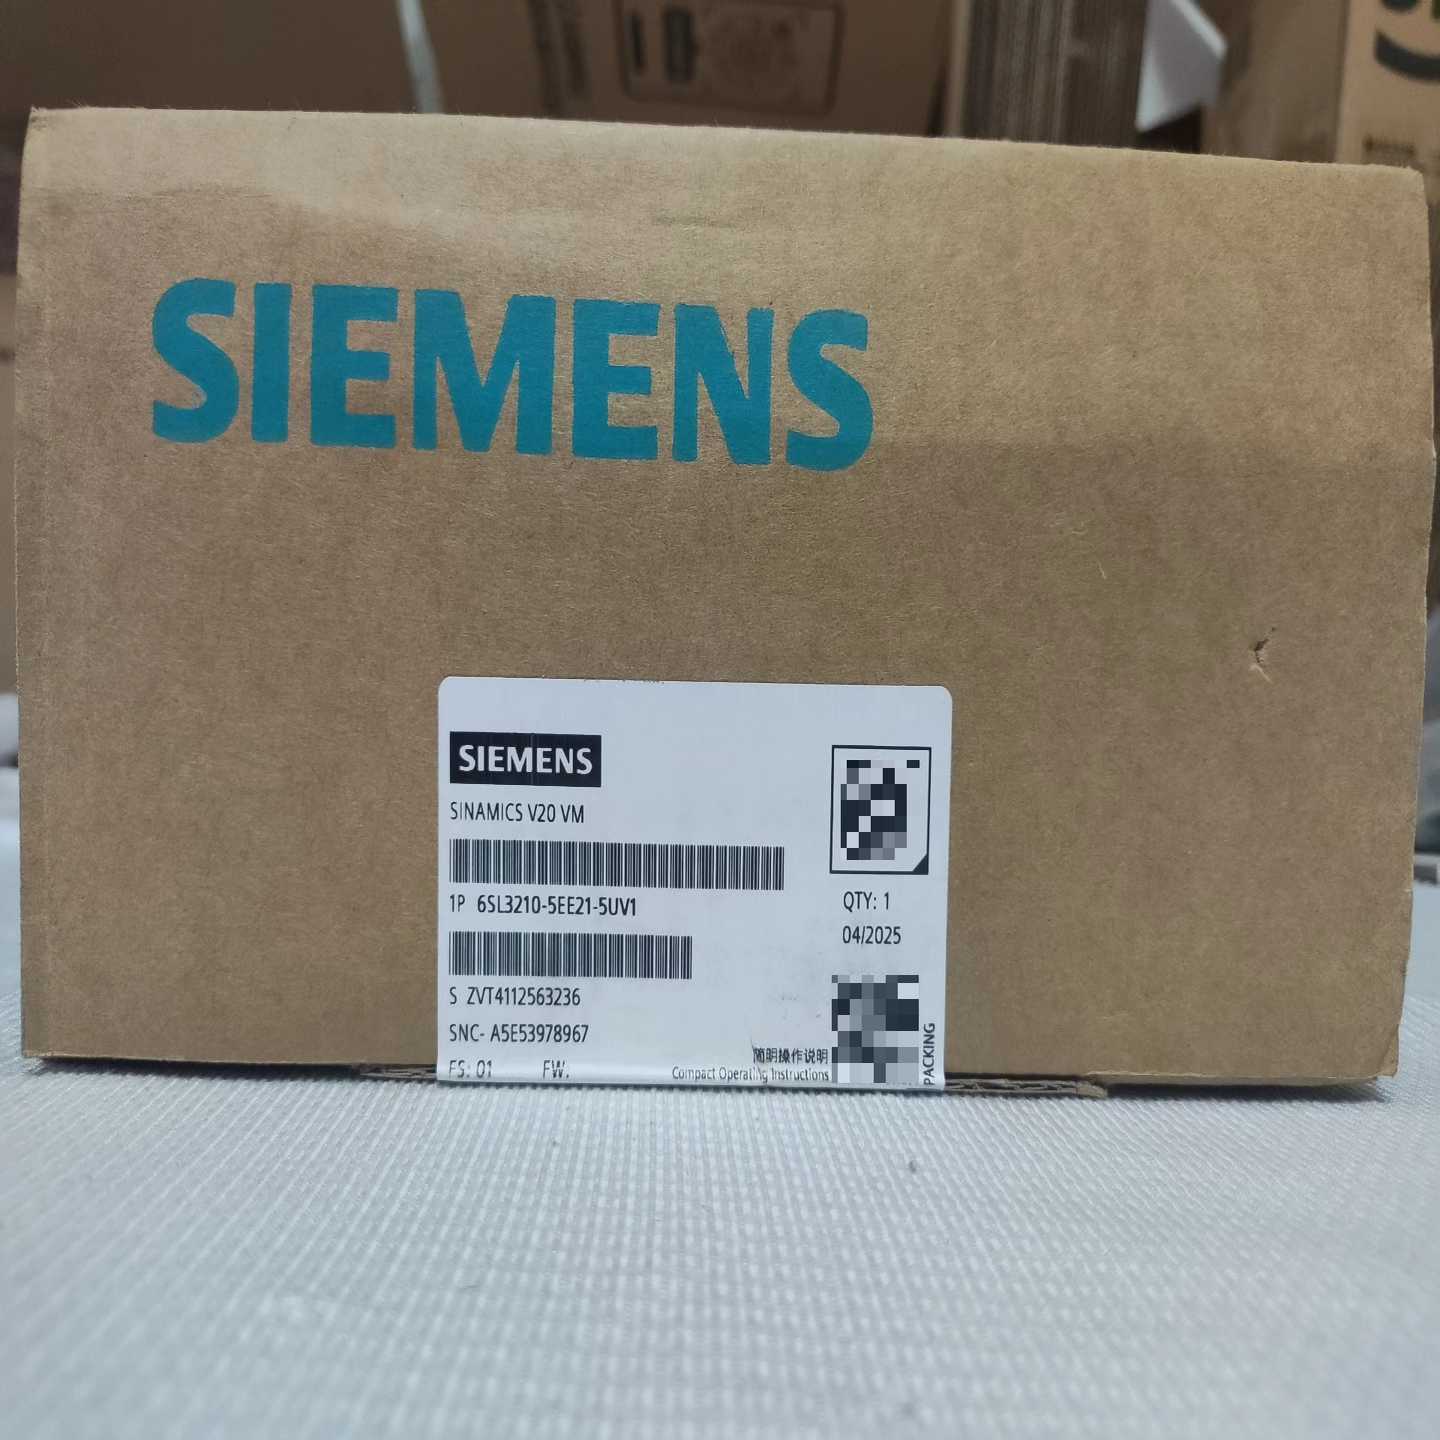 SIEMENS
SIEMENS
SINAMICS V20 VM
1P 6SL3210-5EE21-5UV1
QTY: 1
04/2025
S ZVT4112563236
SNC- A5E53978967
FS: 01 FW.
简明操作说明
Compact Operating Instructions
PACKING